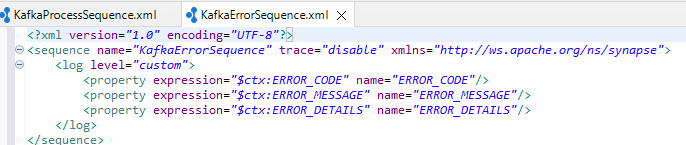 KafkaProcessSequence.xml KafkaErrorSequence.xml
<?xml version="1.0" encoding="UTF-8"?>
<sequence name="KafkaErrorSequence" trace="disable" xmlns="http://ws.apache.org/ns/synapse">
<log level="custom">
<property expression="$ctx:ERROR_CODE" name="ERROR_CODE"/>
<property expression="$ctx:ERROR_MESSAGE" name="ERROR_MESSAGE"/>
<property expression="$ctx:ERROR_DETAILS" name="ERROR_DETAILS"/>
</log>
</sequence>